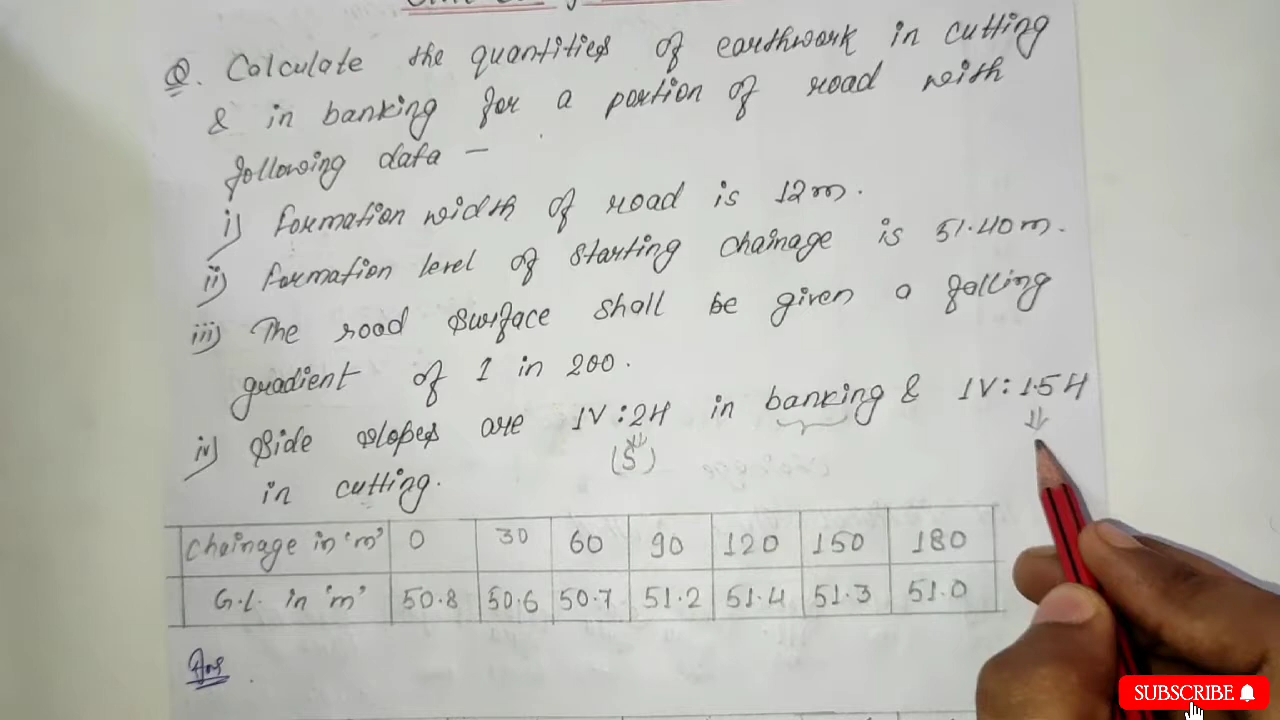 Q. Calculate the quantities of earthwork in cutting
& in banking for a portion of road with
following data —
i) Formation width of road is 12m.
ii) Formation level of starting chainage is 51.40m.
iii) The road surface shall be given a falling
gradient of 1 in 200.
iv) Side slopes are 1V:2H in banking & 1V:1.5H
(S)
in cutting.
Chainage in 'm' 0 30 60 90 120 150 180
G.L. in 'm' 50.8 50.6 50.7 51.2 51.4 51.3 51.0
Ans
SUBSCRIBE